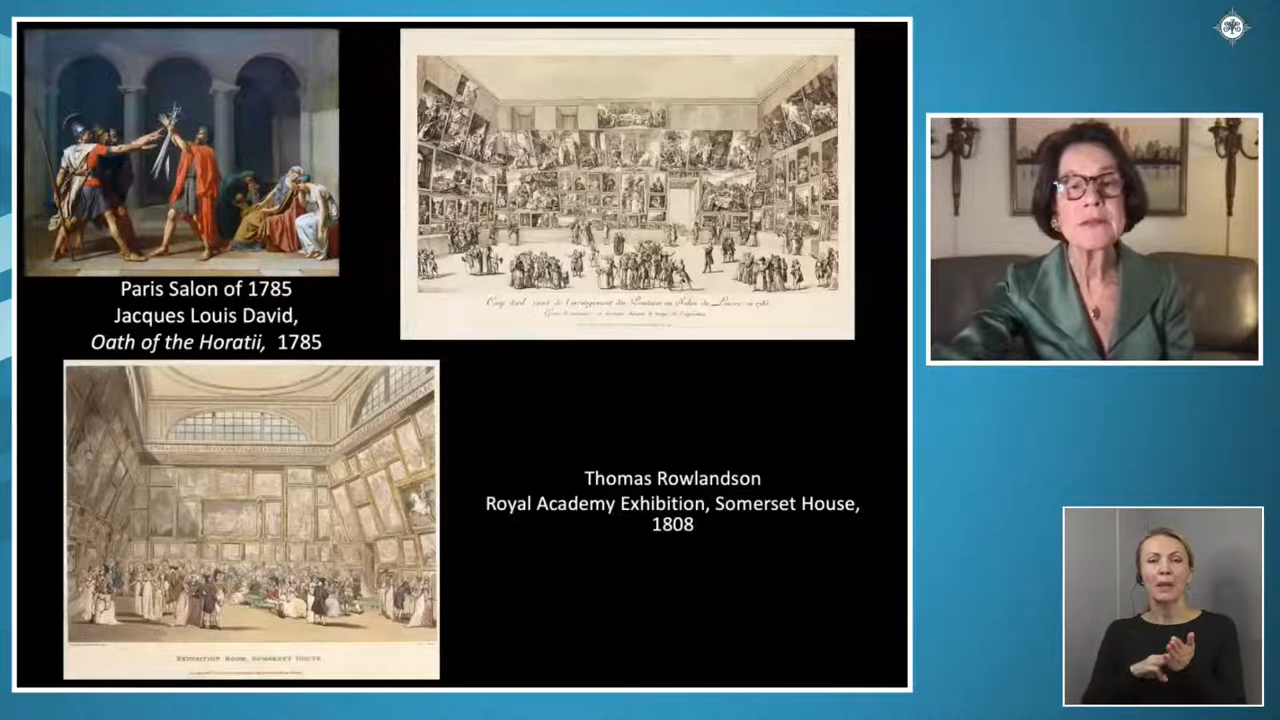 Paris Salon of 1785
Jacques Louis David,
Oath of the Horatii, 1785
Thomas Rowlandson
Royal Academy Exhibition, Somerset House,
1808
EXHIBITION ROOM, SOMERSET HOUSE